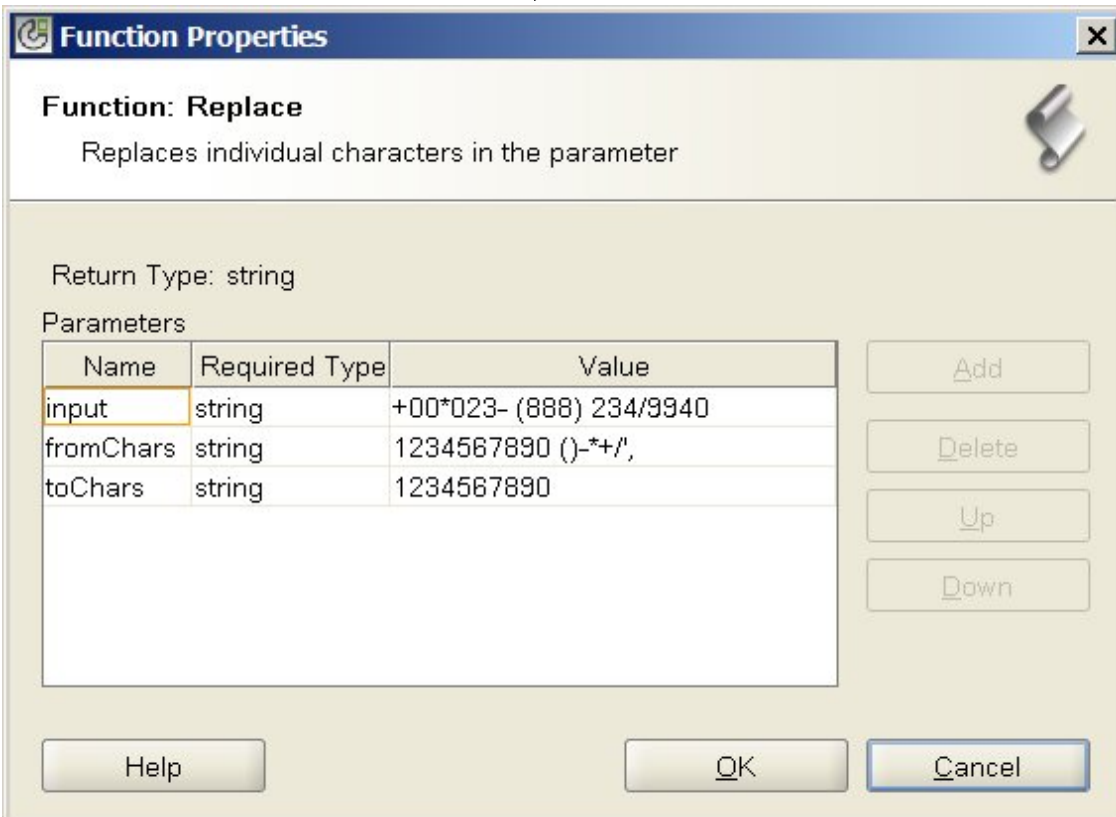 Function Properties
Function: Replace
Replaces individual characters in the parameter
Return Type: string
Parameters
Name Required Type Value
Add
input string +00*023- (888) 234/9940
fromChars string 1234567890 ()-*+/',
Delete
toChars string 1234567890
Up
Down
Help OK Cancel